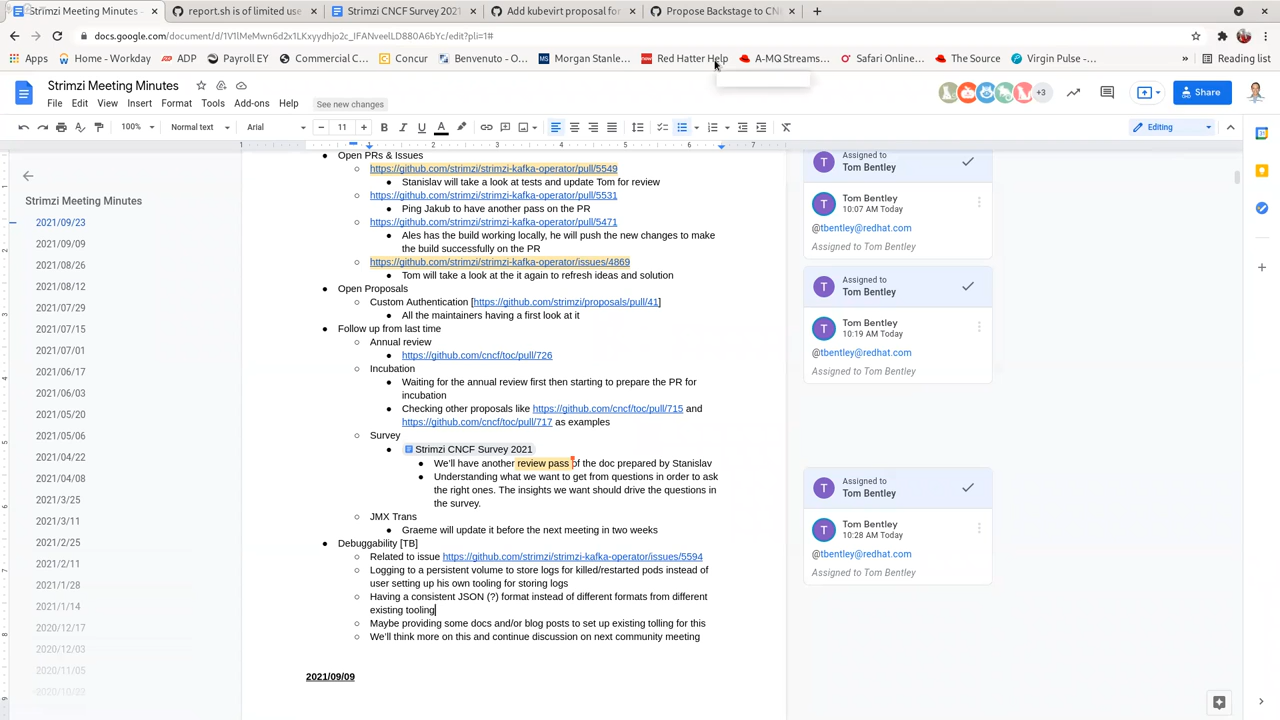 Strimzi Meeting Minutes -
report.sh is of limited use
Strimzi CNCF Survey 2021
Add kubevirt proposal for
Propose Backstage to CN
docs.google.com/document/d/1V1lMeMwn6d2x1LKxyydhjo2c_IFANveelLD880A6bYc/edit?pli=1#
Apps
Home - Workday
ADP
Payroll EY
Commercial C...
Concur
Benvenuto - O...
Morgan Stanle...
Red Hatter Help
A-MQ Streams...
Safari Online...
The Source
Virgin Pulse -...
»
Reading list
Strimzi Meeting Minutes
File Edit View Insert Format Tools Add-ons Help
See new changes
+3
Share
100%
Normal text
Arial
11
Editing
Strimzi Meeting Minutes
2021/09/23
2021/09/09
2021/08/26
2021/08/12
2021/07/29
2021/07/15
2021/07/01
2021/06/17
2021/06/03
2021/05/20
2021/05/06
2021/04/22
2021/04/08
2021/3/25
2021/3/11
2021/2/25
2021/2/11
2021/1/28
2021/1/14
2020/12/17
2020/12/03
2020/11/05
2020/10/22
Open PRs & Issues
https://github.com/strimzi/strimzi-kafka-operator/pull/5549
Stanislav will take a look at tests and update Tom for review
https://github.com/strimzi/strimzi-kafka-operator/pull/5531
Ping Jakub to have another pass on the PR
https://github.com/strimzi/strimzi-kafka-operator/pull/5471
Ales has the build working locally, he will push the new changes to make
the build successfully on the PR
https://github.com/strimzi/strimzi-kafka-operator/issues/4869
Tom will take a look at the it again to refresh ideas and solution
Open Proposals
Custom Authentication [https://github.com/strimzi/proposals/pull/41]
All the maintainers having a first look at it
Follow up from last time
Annual review
https://github.com/cncf/toc/pull/726
Incubation
Waiting for the annual review first then starting to prepare the PR for
incubation
Checking other proposals like https://github.com/cncf/toc/pull/715 and
https://github.com/cncf/toc/pull/717 as examples
Survey
Strimzi CNCF Survey 2021
We'll have another review pass of the doc prepared by Stanislav
Understanding what we want to get from questions in order to ask
the right ones. The insights we want should drive the questions in
the survey.
JMX Trans
Graeme will update it before the next meeting in two weeks
Debuggability [TB]
Related to issue https://github.com/strimzi/strimzi-kafka-operator/issues/5594
Logging to a persistent volume to store logs for killed/restarted pods instead of
user setting up his own tooling for storing logs
Having a consistent JSON (?) format instead of different formats from different
existing tooling
Maybe providing some docs and/or blog posts to set up existing tolling for this
We'll think more on this and continue discussion on next community meeting
2021/09/09
T
Assigned to
Tom Bentley
T
Tom Bentley
10:07 AM Today
@tbentley@redhat.com
Assigned to Tom Bentley
T
Assigned to
Tom Bentley
T
Tom Bentley
10:19 AM Today
@tbentley@redhat.com
Assigned to Tom Bentley
T
Assigned to
Tom Bentley
T
Tom Bentley
10:28 AM Today
@tbentley@redhat.com
Assigned to Tom Bentley